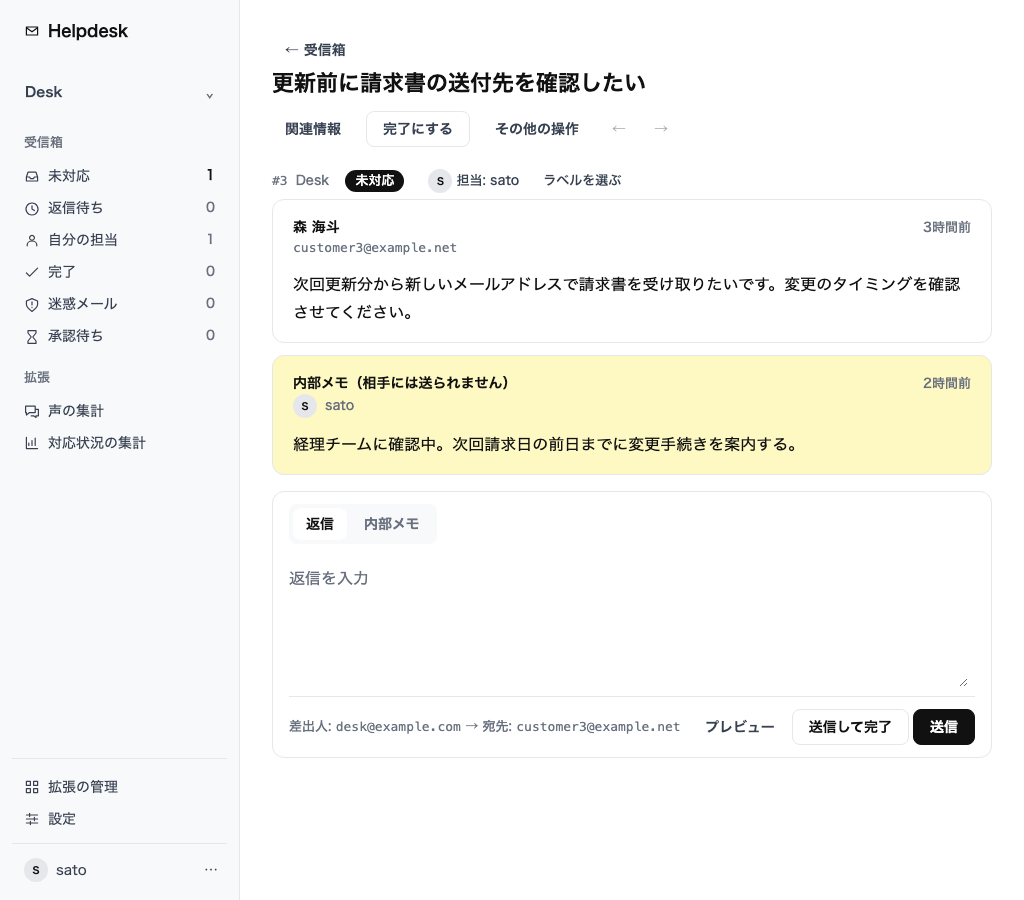 Helpdesk
Desk
受信箱
未対応 1
返信待ち 0
自分の担当 1
完了 0
迷惑メール 0
承認待ち 0
拡張
声の集計
対応状況の集計
拡張の管理
設定
S sato ···
← 受信箱
更新前に請求書の送付先を確認したい
関連情報 完了にする その他の操作 ← →
#3 Desk 未対応 S 担当: sato ラベルを選ぶ
森 海斗 3時間前
customer3@example.net
次回更新分から新しいメールアドレスで請求書を受け取りたいです。変更のタイミングを確認
させてください。
内部メモ（相手には送られません） 2時間前
S sato
経理チームに確認中。次回請求日の前日までに変更手続きを案内する。
返信 内部メモ
返信を入力
差出人: desk@example.com → 宛先: customer3@example.net プレビュー 送信して完了 送信